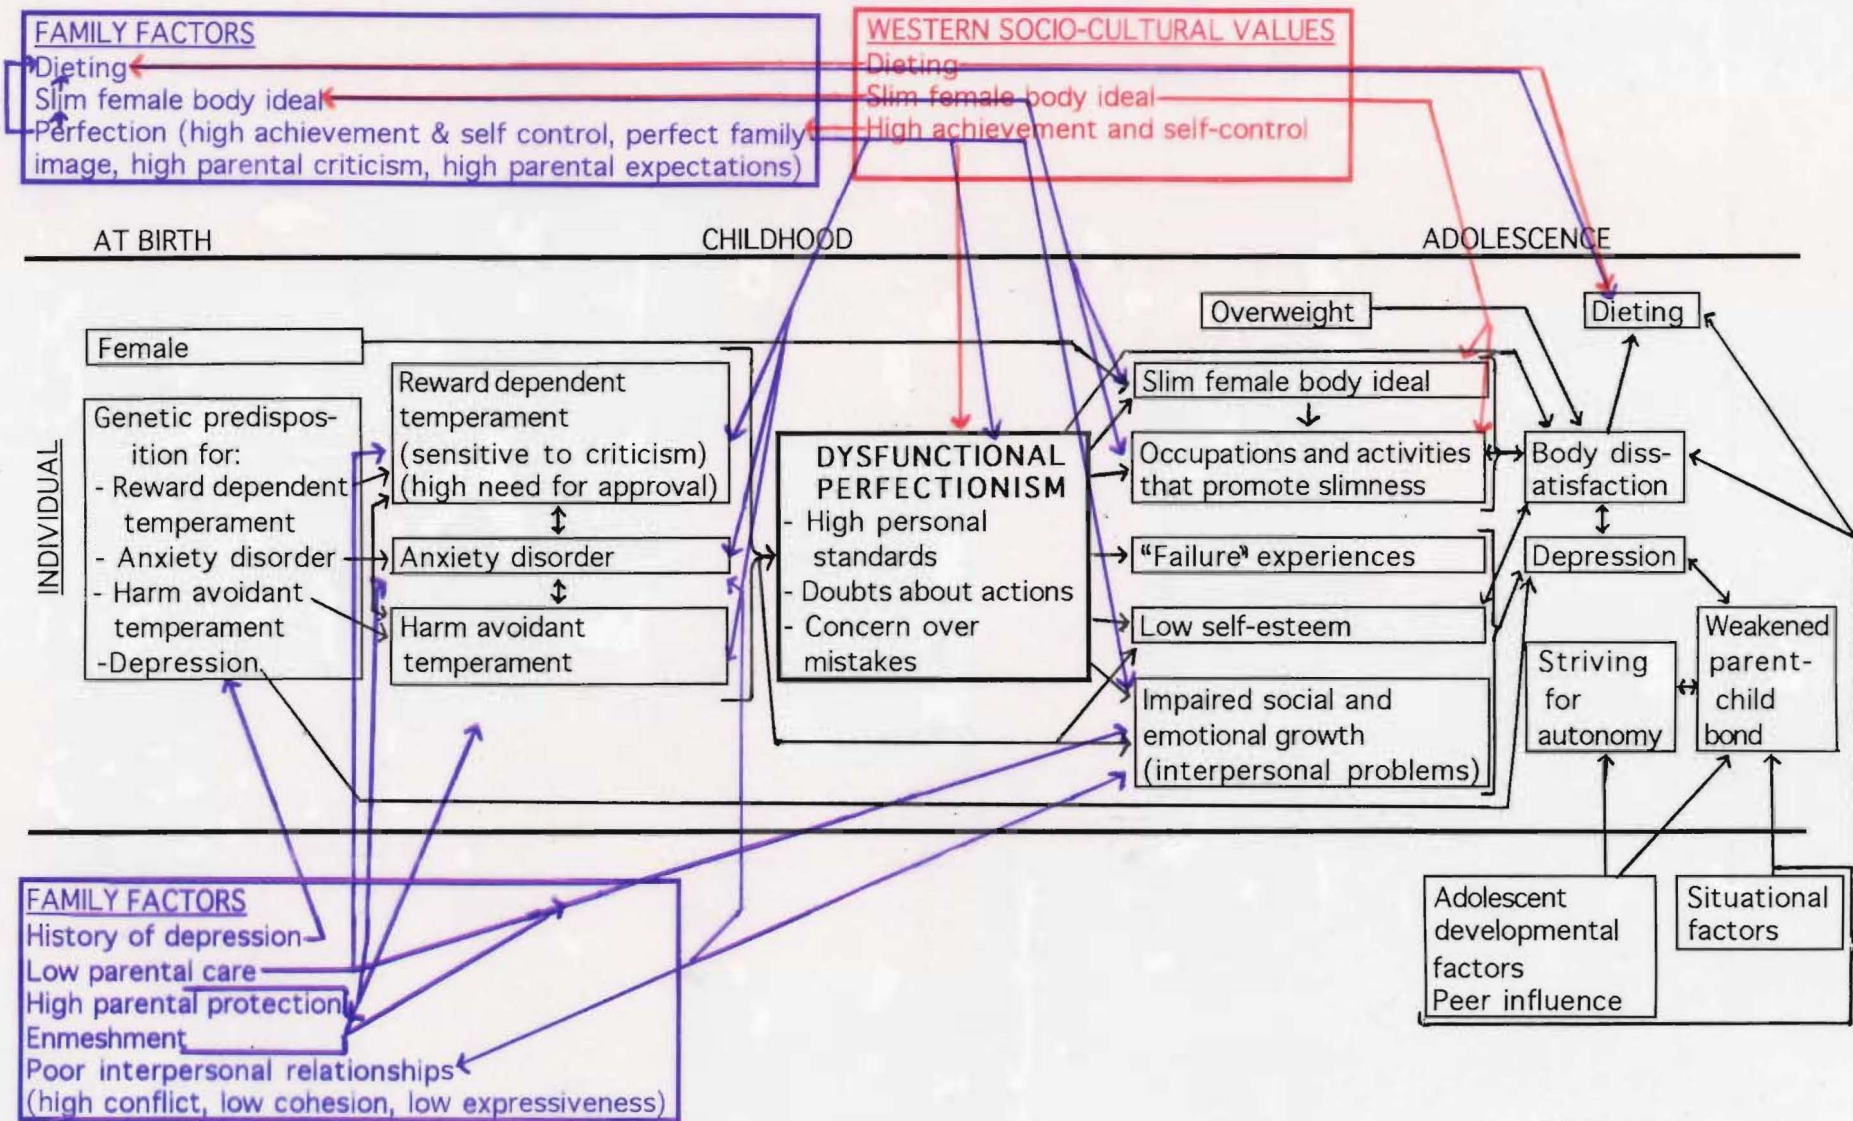 FAMILY FACTORS
Dieting
Slim female body ideal
Perfection (high achievement & self control, perfect family
image, high parental criticism, high parental expectations)
WESTERN SOCIO-CULTURAL VALUES
Dieting
Slim female body ideal
High achievement and self-control
AT BIRTH
CHILDHOOD
ADOLESCENCE
INDIVIDUAL
Female
Genetic predispos-
ition for:
- Reward dependent
temperament
- Anxiety disorder
- Harm avoidant
temperament
-Depression
Reward dependent
temperament
(sensitive to criticism)
(high need for approval)
Anxiety disorder
Harm avoidant
temperament
DYSFUNCTIONAL
PERFECTIONISM
- High personal
standards
- Doubts about actions
- Concern over
mistakes
Overweight
Dieting
Slim female body ideal
Occupations and activities
that promote slimness
"Failure" experiences
Low self-esteem
Impaired social and
emotional growth
(interpersonal problems)
Body diss-
atisfaction
Depression
Striving
for
autonomy
Weakened
parent-
child
bond
Adolescent
developmental
factors
Peer influence
Situational
factors
FAMILY FACTORS
History of depression
Low parental care
High parental protection
Enmeshment
Poor interpersonal relationships
(high conflict, low cohesion, low expressiveness)